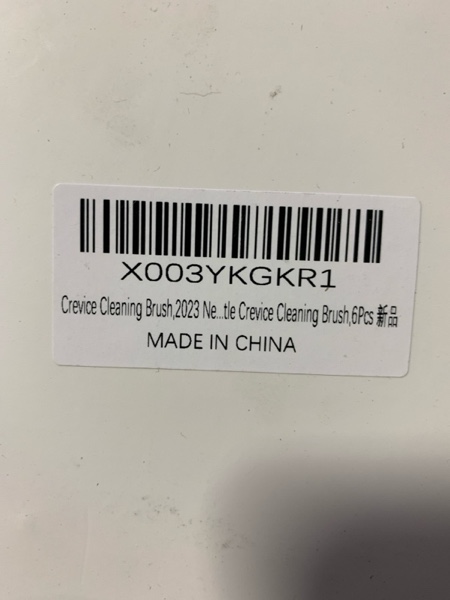 X003YKGKR1
Crevice Cleaning Brush,2023 Ne...tle Crevice Cleaning Brush,6Pcs 新品
MADE IN CHINA